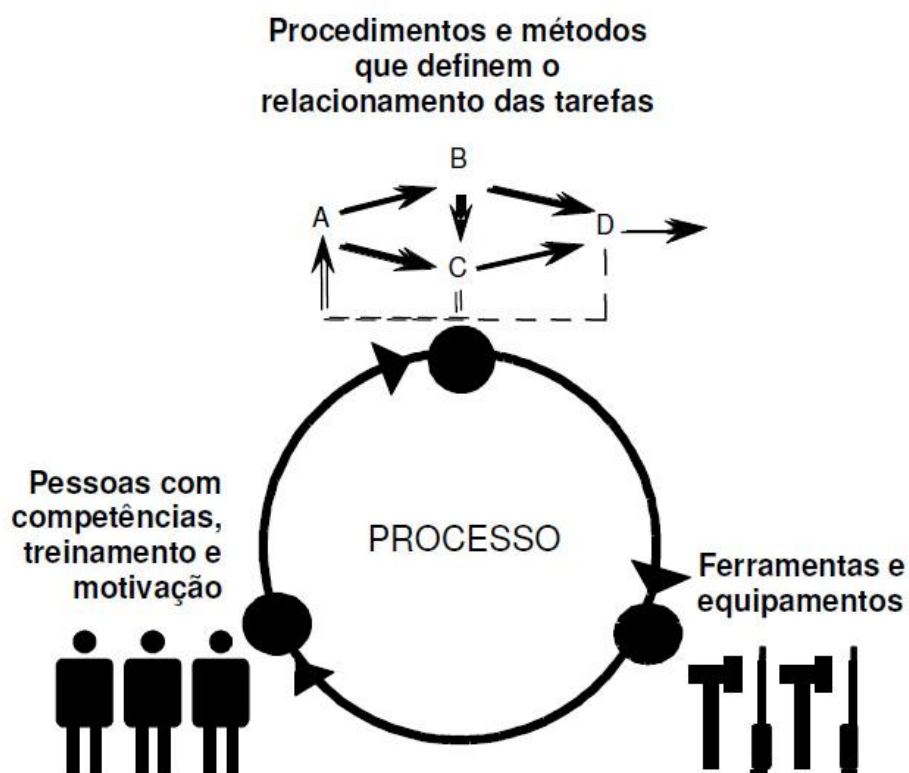 Procedimentos e métodos
que definem o
relacionamento das tarefas
B
A
D
C
PROCESSO
Pessoas com
competências,
treinamento e
motivação
Ferramentas e
equipamentos